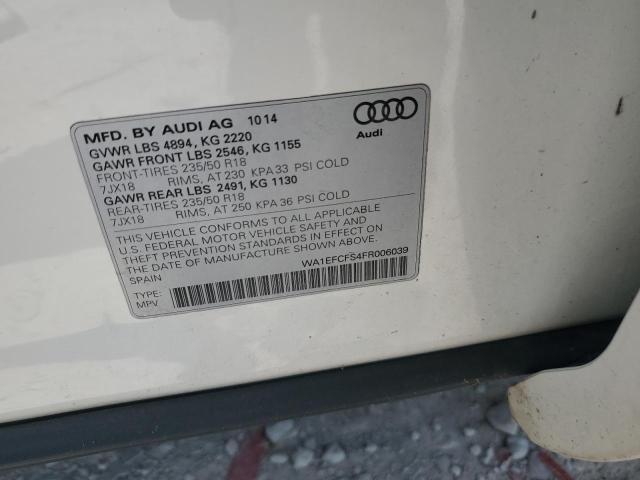 MFD. BY AUDI AG 10 14
GVWR LBS 4894, KG 2220
GAWR FRONT LBS 2546, KG 1155
FRONT-TIRES 235/50 R18
7JX18 RIMS, AT 230 KPA 33 PSI COLD
GAWR REAR LBS 2491, KG 1130
REAR-TIRES 235/50 R18
7JX18 RIMS, AT 250 KPA 36 PSI COLD
THIS VEHICLE CONFORMS TO ALL APPLICABLE
U.S. FEDERAL MOTOR VEHICLE SAFETY AND
THEFT PREVENTION STANDARDS IN EFFECT ON
THE DATE OF MANUFACTURE SHOWN ABOVE.
SPAIN
WA1EFCFS4FR006039
TYPE:
MPV
Audi